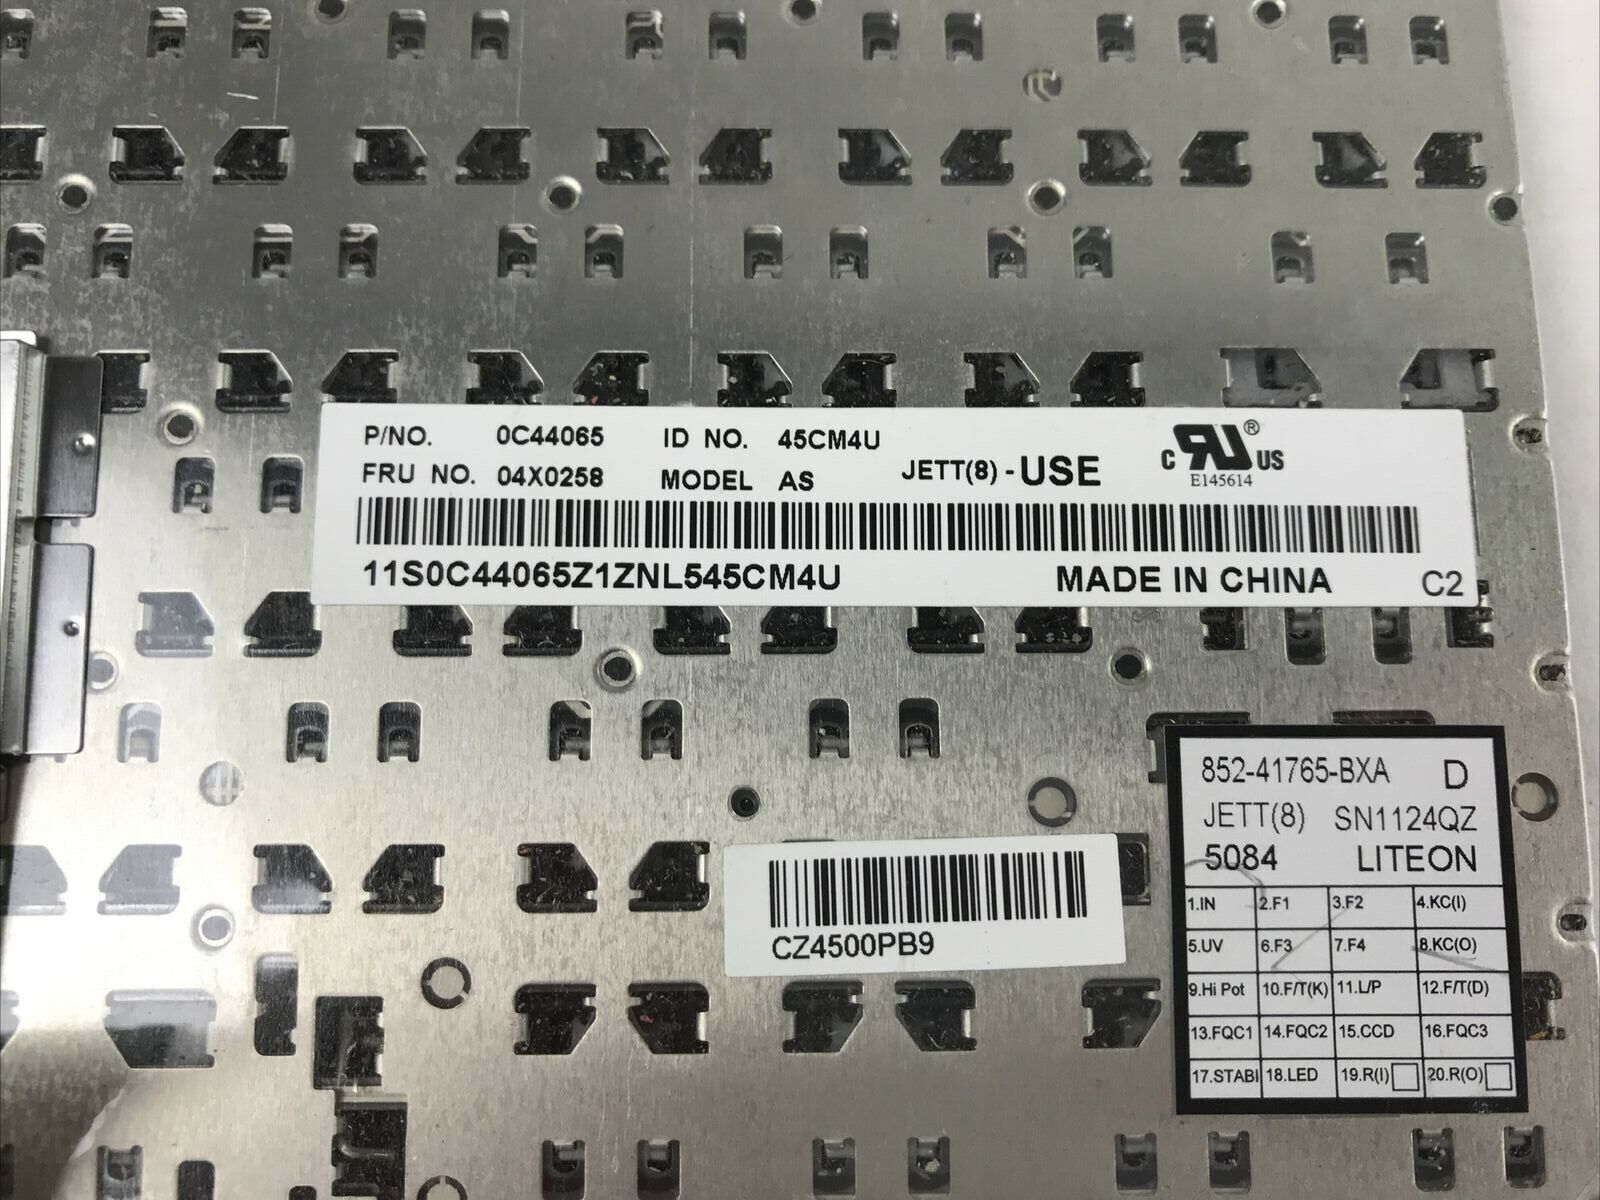 P/NO. 0C44065 ID NO. 45CM4U
FRU NO. 04X0258 MODEL AS JETT(8) - USE
C RU ® US
E145614
11S0C44065Z1ZNL545CM4U MADE IN CHINA C2
852-41765-BXA D
JETT(8) SN1124QZ
5084 LITEON
1.IN 2.F1 3.F2 4.KC(I)
5.UV 6.F3 7.F4 8.KC(O)
9.Hi Pot 10.F/T(K) 11.L/P 12.F/T(D)
13.FQC1 14.FQC2 15.CCD 16.FQC3
17.STABI 18.LED 19.R(I) 20.R(O)
CZ4500PB9